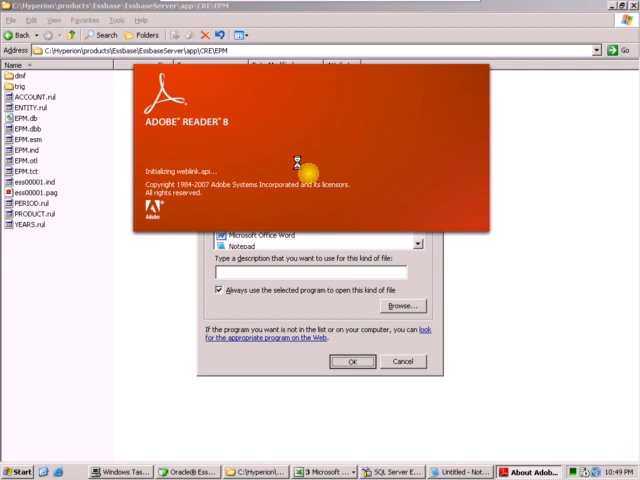 C:\Hyperion\products\Essbase\EssbaseServer\app\CRE\EPM
File Edit View Favorites Tools Help
Back Search Folders
Address C:\Hyperion\products\Essbase\EssbaseServer\app\CRE\EPM Go
Name
dmf
trig
ACCOUNT.rul
ENTITY.rul
EPM.db
EPM.dbb
EPM.esm
EPM.ind
EPM.otl
EPM.tct
ess00001.ind
ess00001.pag
PERIOD.rul
PRODUCT.rul
YEARS.rul
ADOBE® READER® 8
Initializing weblink.api...
Copyright 1984-2007 Adobe Systems Incorporated and its licensors.
All rights reserved.
Adobe
Microsoft Office Word
Notepad
Type a description that you want to use for this kind of file:
Always use the selected program to open this kind of file
Browse...
If the program you want is not in the list or on your computer, you can look
for the appropriate program on the Web.
OK Cancel
Start Windows Tas... Oracle® Ess... C:\Hyperion\... 3 Microsoft ... SQL Server E... Untitled - Not... About Adob... 10:49 PM